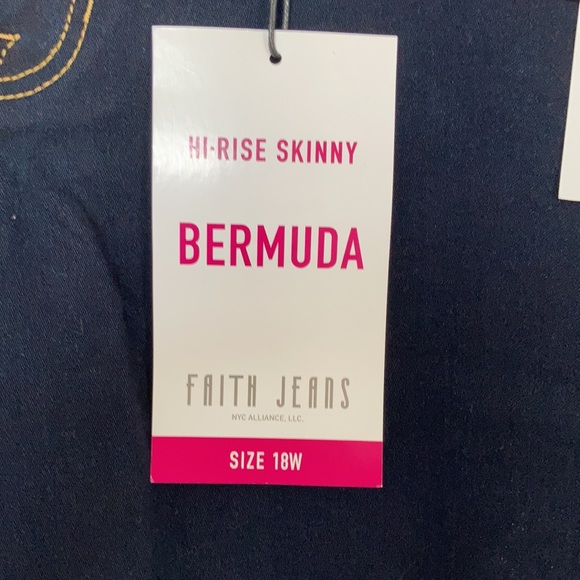 HI-RISE SKINNY
BERMUDA
FAITH JEANS
NYC ALLIANCE, LLC.
SIZE 18W